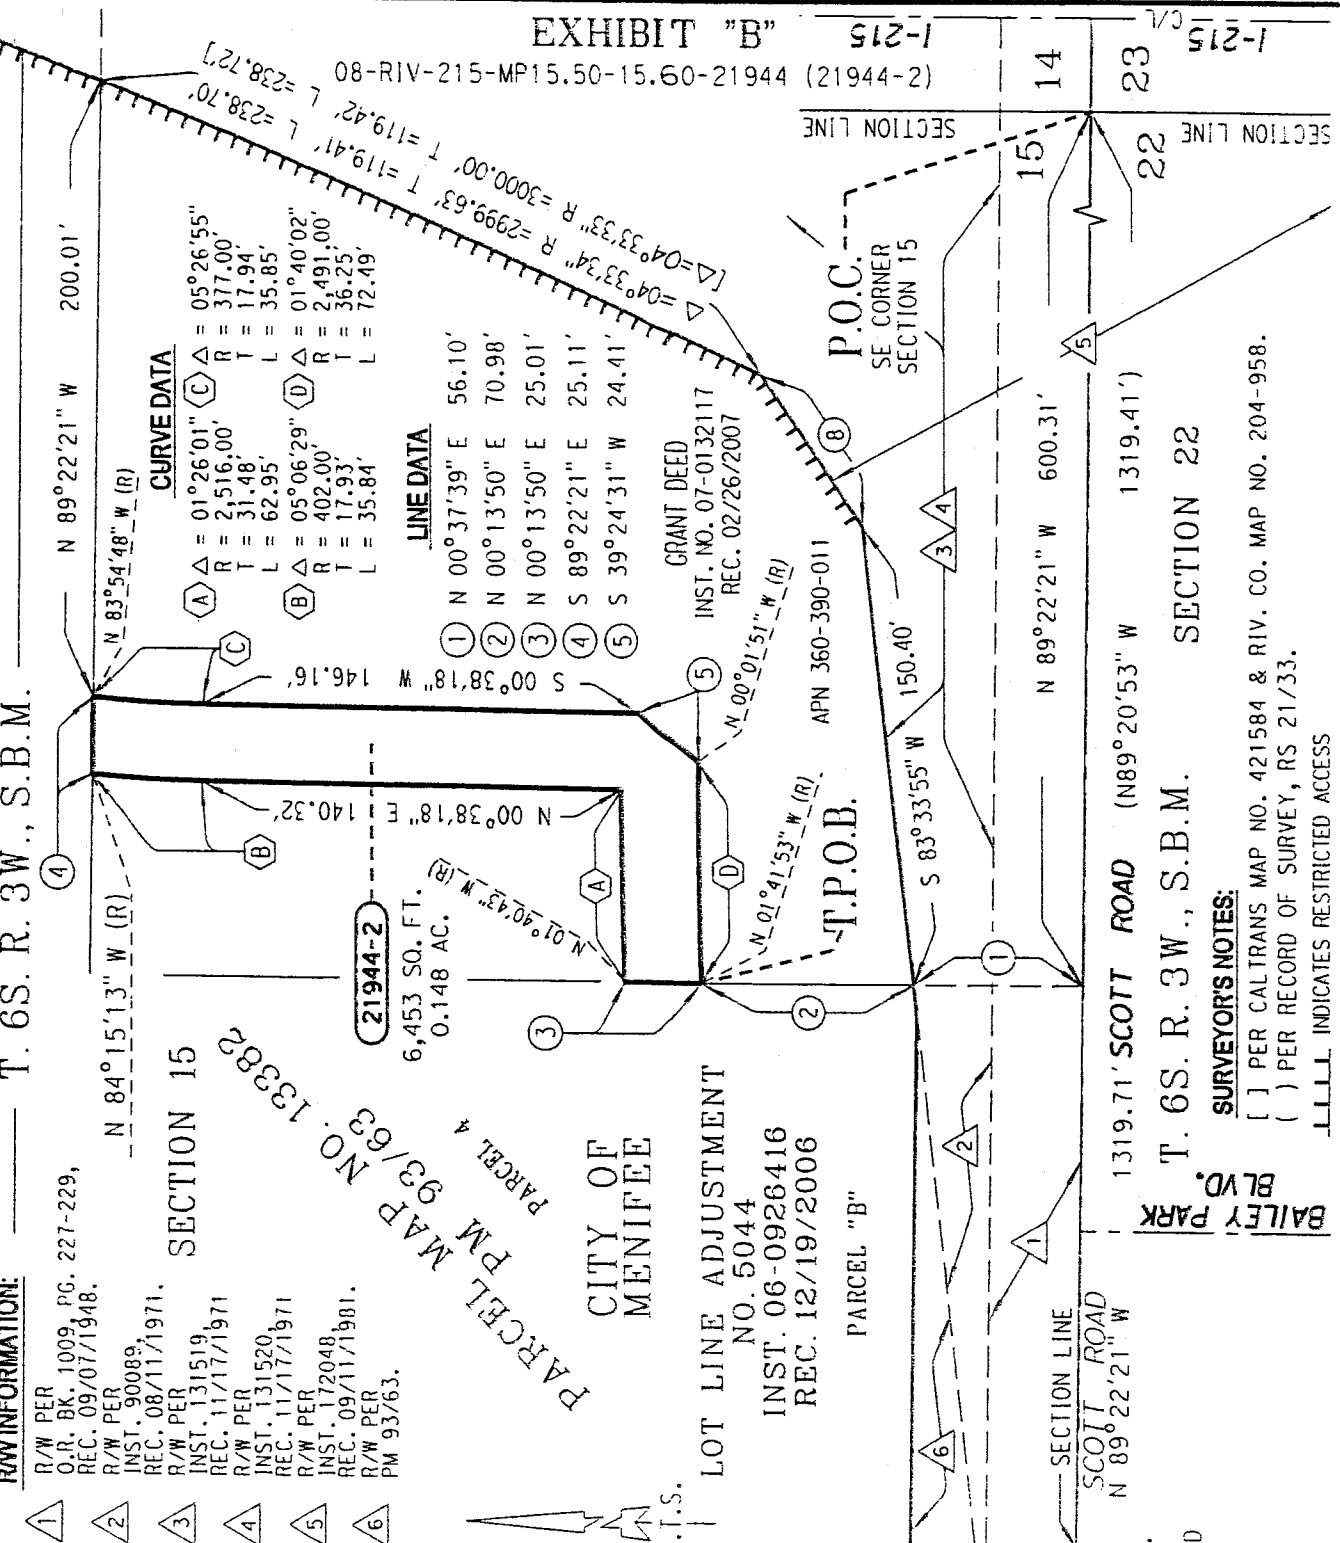 EXHIBIT "B"
08-RIV-215-MP15.50-15.60-21944 (21944-2)
I-215
I-215
C/L
14
23
15
22
SECTION LINE
SECTION LINE
T. 6S. R. 3W., S.B.M.
N 89°22'21" W 200.01'
N 83°54'48" W (R)
Δ =04°33'34" R =2999.63' T =119.41' L =238.70'
[Δ=04°33'33" R =3000.00' T =119.42' L =238.72']
CURVE DATA
A Δ = 01°26'01"
R = 2,516.00'
T = 31.48'
L = 62.95'
B Δ = 05°06'29"
R = 402.00'
T = 17.93'
L = 35.84'
C Δ = 05°26'55"
R = 377.00'
T = 17.94'
L = 35.85'
D Δ = 01°40'02"
R = 2,491.00'
T = 36.25'
L = 72.49'
LINE DATA
1 N 00°37'39" E 56.10'
2 N 00°13'50" E 70.98'
3 N 00°13'50" E 25.01'
4 S 89°22'21" E 25.11'
5 S 39°24'31" W 24.41'
GRANT DEED
INST. NO. 07-0132117
REC. 02/26/2007
APN 360-390-011
P.O.C.
SE CORNER
SECTION 15
8
5
3
4
4
C
B
A
D
5
3
2
1
S 00°38'18" W 146.16'
N 00°38'18" E 140.32'
N 84°15'13" W (R)
N 01°40'43" W (R)
N 00°01'51" W (R)
N 01°41'53" W (R)
T.P.O.B.
150.40'
S 83°33'55" W
21944-2
6,453 SQ. FT.
0.148 AC.
SECTION 15
PARCEL MAP NO. 13382
PM 93/63
PARCEL 4
CITY OF
MENIFEE
LOT LINE ADJUSTMENT
NO. 5044
INST. 06-0926416
REC. 12/19/2006
PARCEL "B"
N 89°22'21" W 600.31'
1319.71' SCOTT ROAD (N89°20'53" W 1319.41')
T. 6S. R. 3W., S.B.M. SECTION 22
SURVEYOR'S NOTES:
[ ] PER CALTRANS MAP NO. 421584 & RIV. CO. MAP NO. 204-958.
( ) PER RECORD OF SURVEY, RS 21/33.
INDICATES RESTRICTED ACCESS
BAILEY PARK
BLVD.
2
1
6
SECTION LINE
SCOTT ROAD
N 89°22'21" W
R/W INFORMATION:
1 R/W PER
O.R. BK. 1009, PG. 227-229,
REC. 09/07/1948.
2 R/W PER
INST. 90089,
REC. 08/11/1971.
3 R/W PER
INST. 131519,
REC. 11/17/1971
4 R/W PER
INST. 131520,
REC. 11/17/1971
5 R/W PER
INST. 172048,
REC. 09/11/1981.
6 R/W PER
PM 93/63.
.T.S.